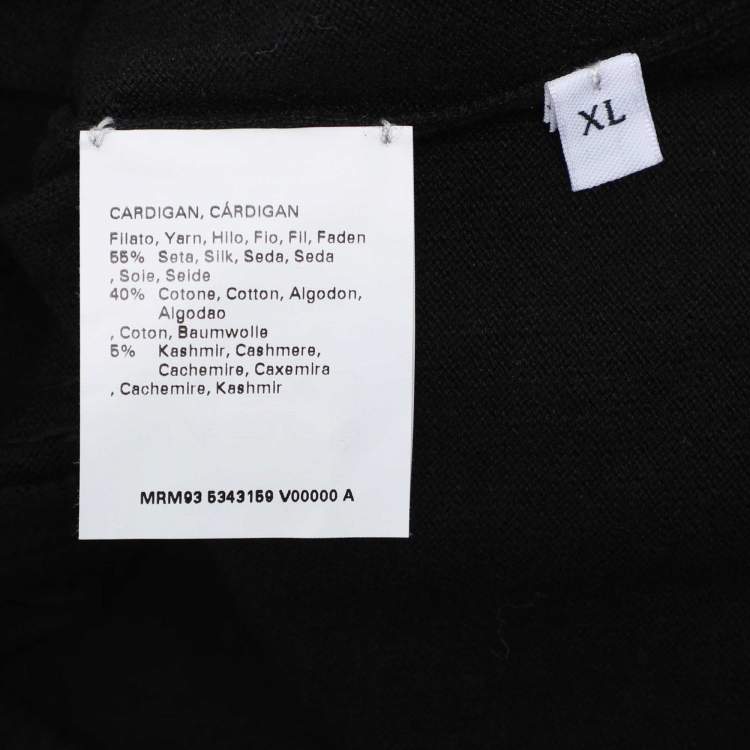 XL
CARDIGAN, CÁRDIGAN
Filato, Yarn, Hilo, Fio, Fil, Faden
55% Seta, Silk, Seda, Seda
, Soie, Seide
40% Cotone, Cotton, Algodon,
Algodao
, Coton, Baumwolle
5% Kashmir, Cashmere,
Cachemire, Caxemira
, Cachemire, Kashmir
MRM93 5343159 V00000 A